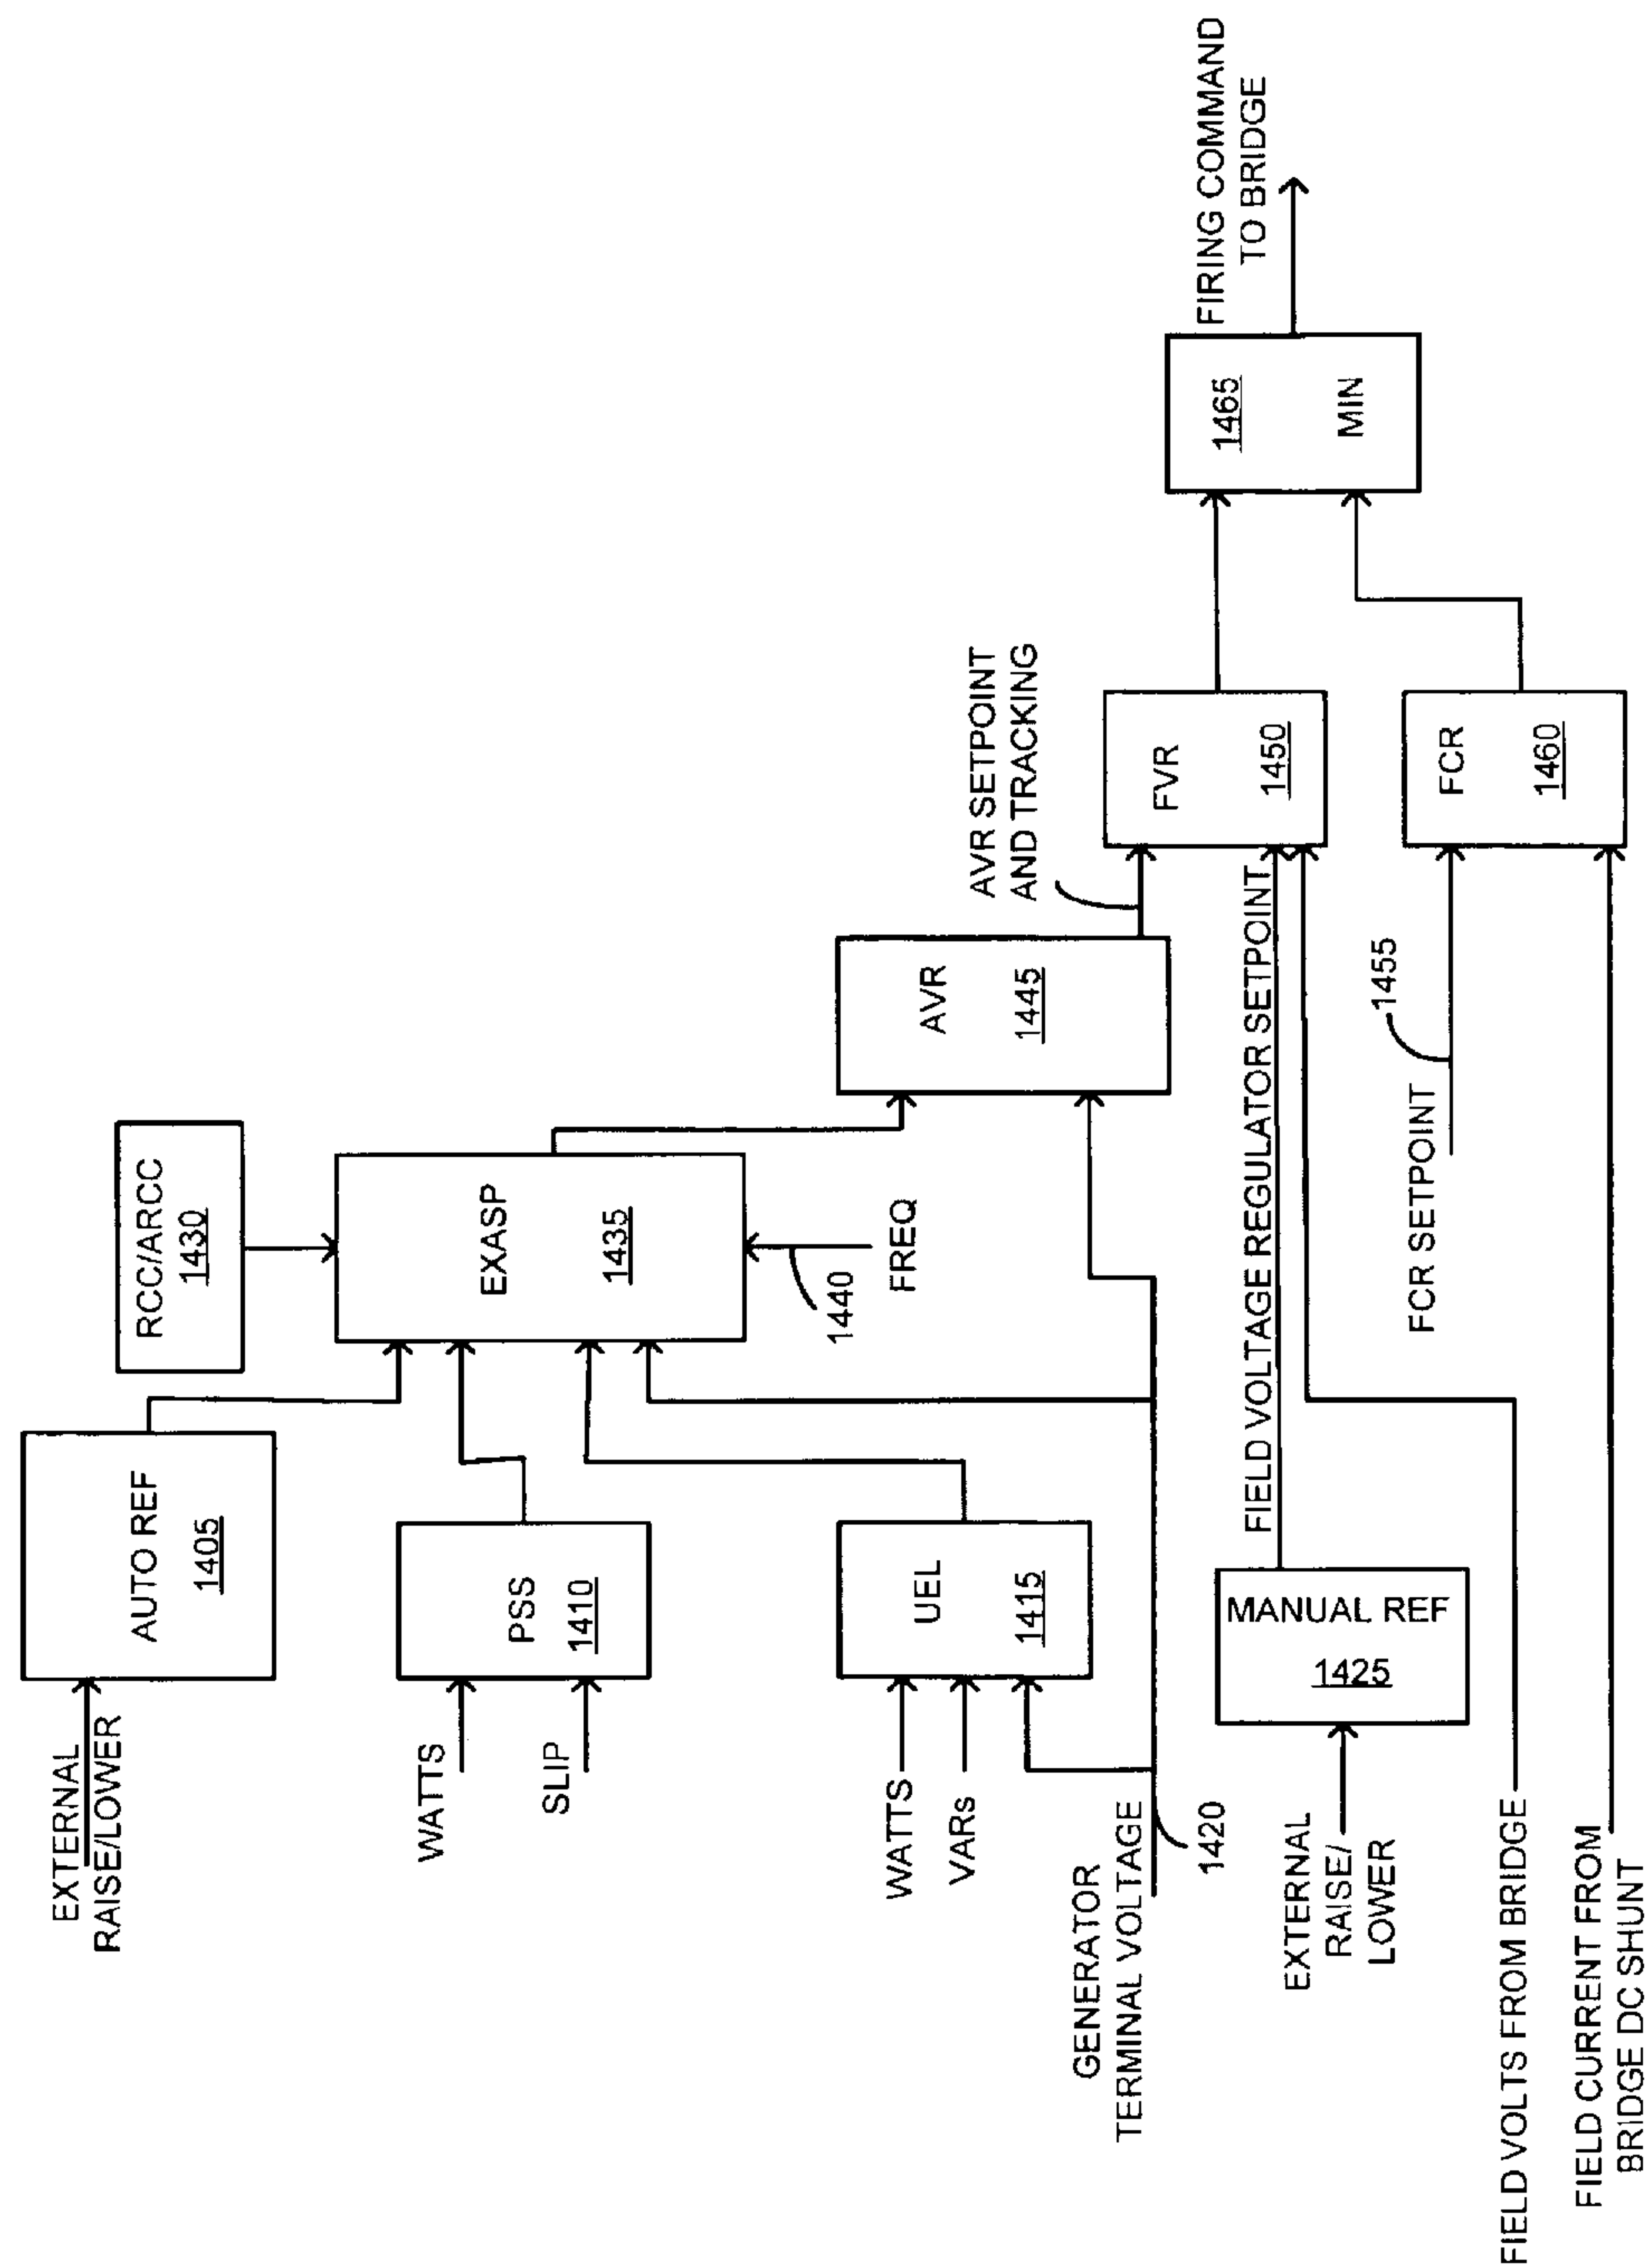 EXTERNAL
RAISE/LOWER
AUTO REF
1405
RCC/ARCC
1430
WATTS
SLIP
PSS
1410
EXASP
1435
1440
FREQ
WATTS
VARs
UEL
1415
GENERATOR
TERMINAL VOLTAGE
1420
AVR
1445
AVR SETPOINT
AND TRACKING
EXTERNAL
RAISE/
LOWER
MANUAL REF
1425
FIELD VOLTAGE REGULATOR SETPOINT
FVR
1450
1465
MIN
FIRING COMMAND
TO BRIDGE
FCR SETPOINT
1455
FCR
1460
FIELD VOLTS FROM BRIDGE
FIELD CURRENT FROM
BRIDGE DC SHUNT